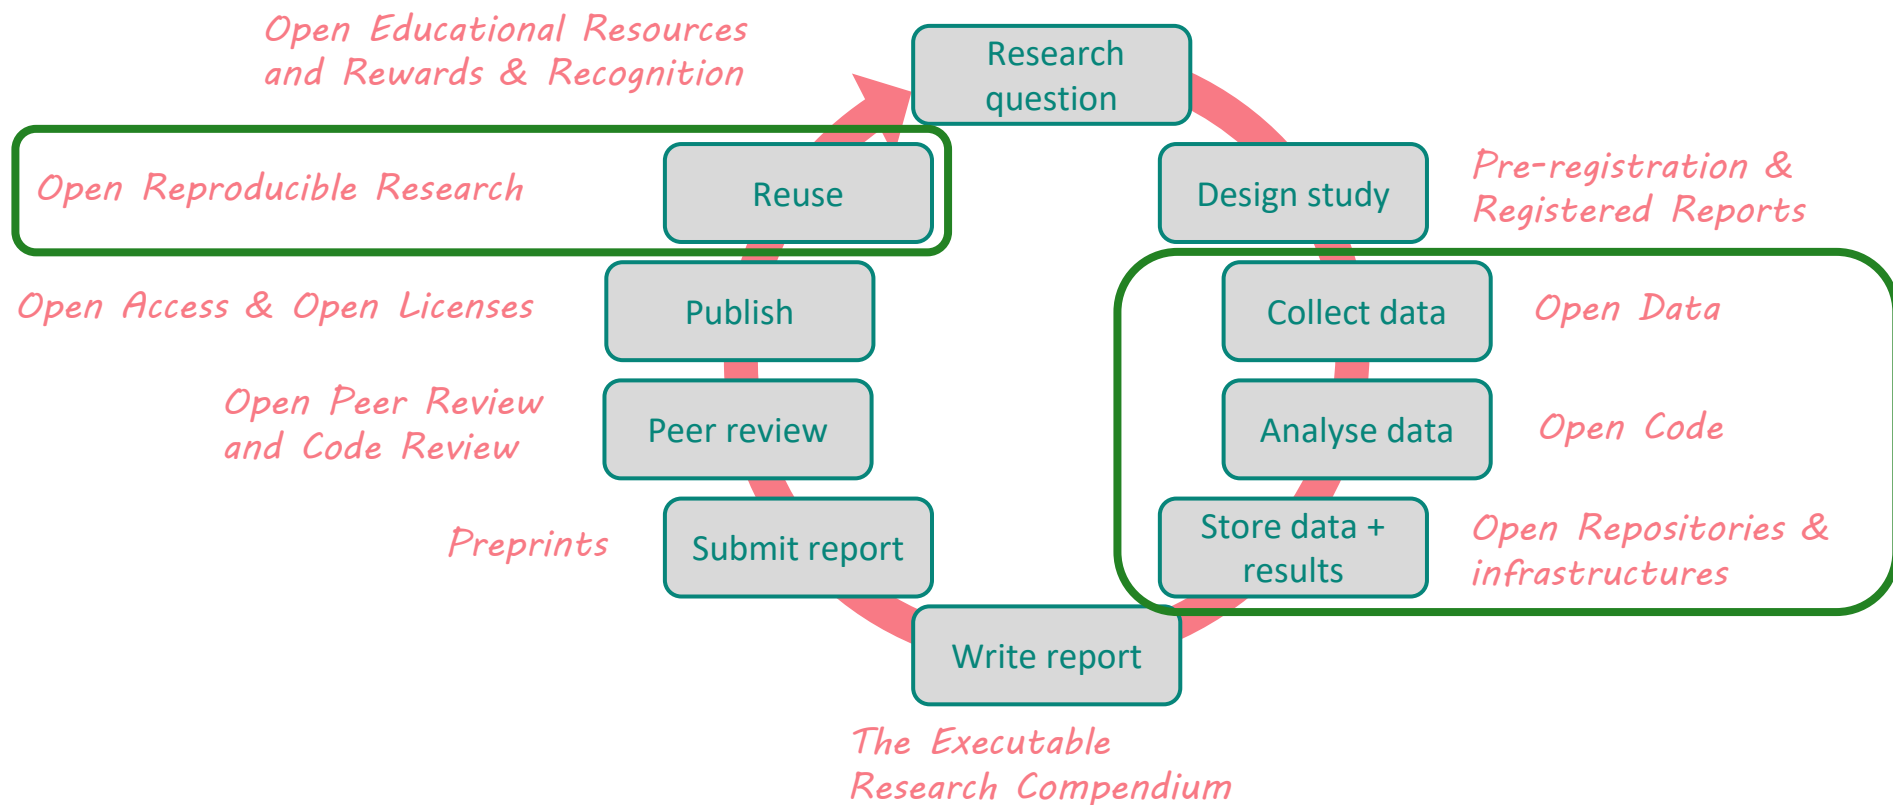 Open Educational Resources
and Rewards & Recognition
Research
question
Open Reproducible Research
Reuse
Design study
Pre-registration &
Registered Reports
Open Access & Open Licenses
Publish
Collect data
Open Data
Open Peer Review
and Code Review
Peer review
Analyse data
Open Code
Preprints
Submit report
Store data +
results
Open Repositories &
infrastructures
Write report
The Executable
Research Compendium